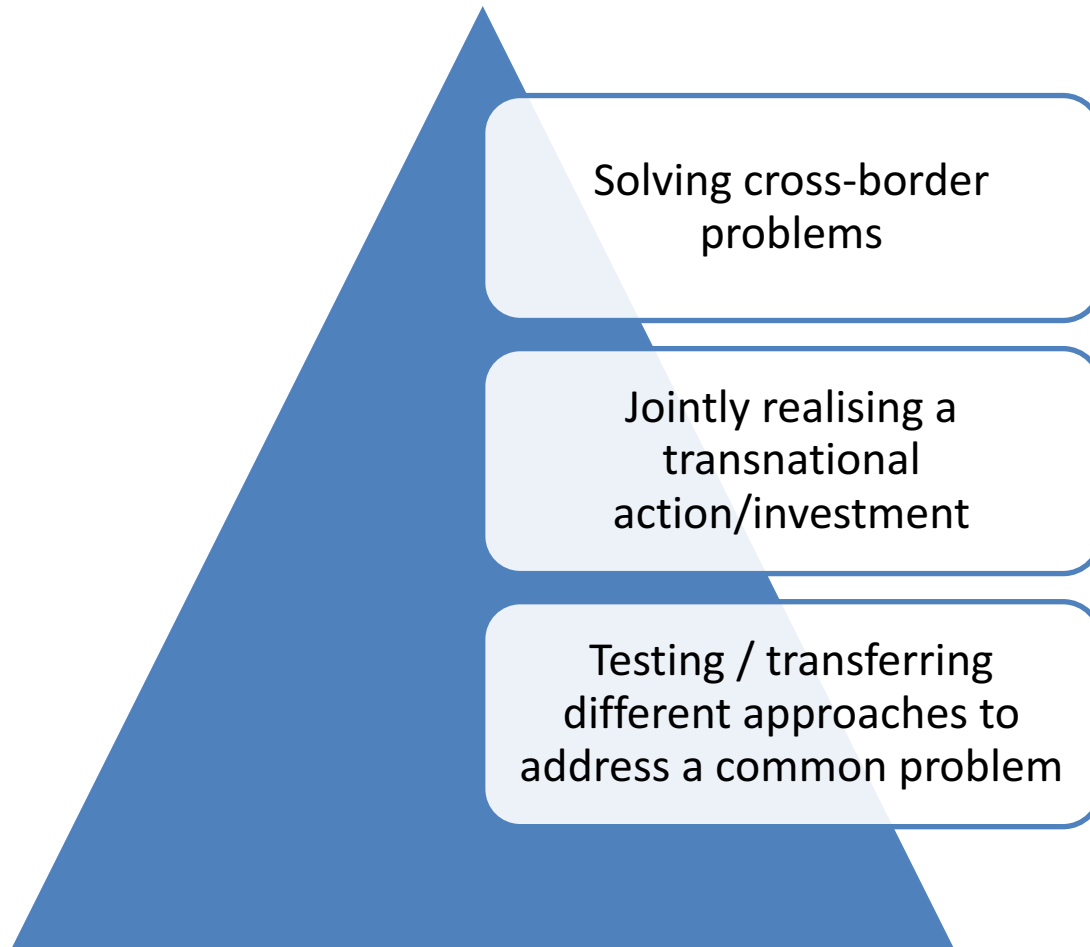 Solving cross-border
problems
Jointly realising a
transnational
action/investment
Testing / transferring
different approaches to
address a common problem